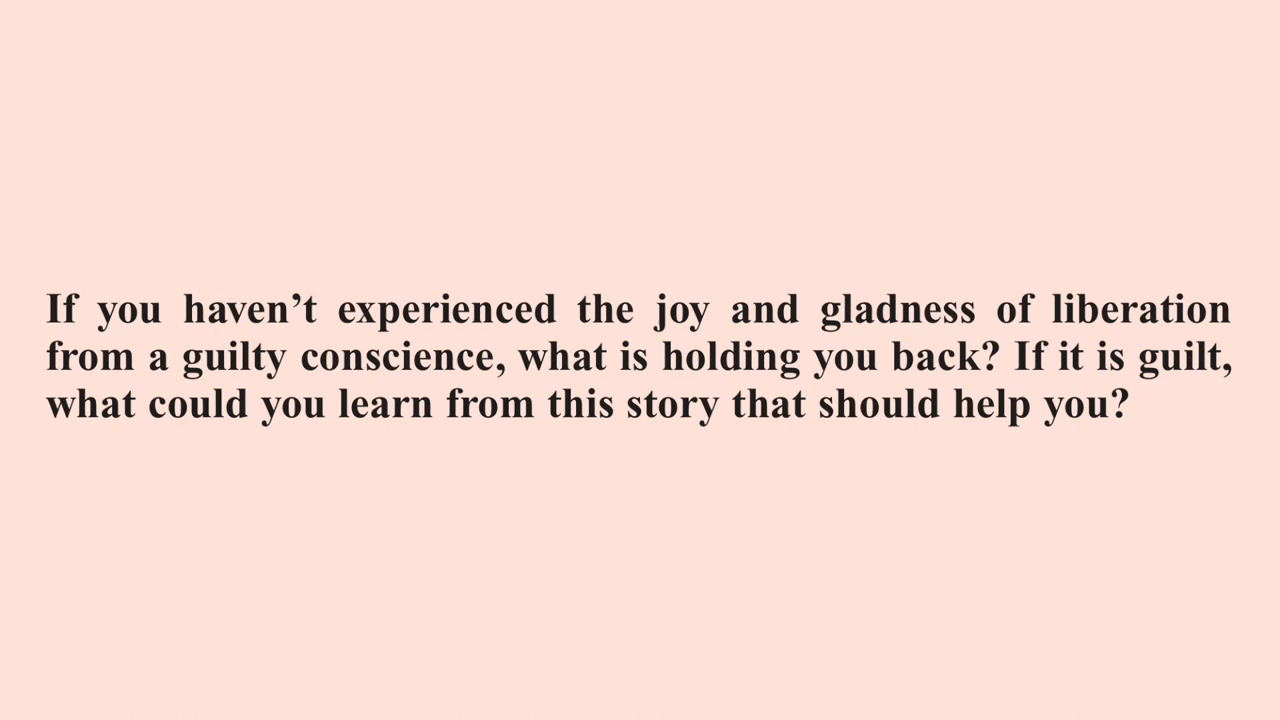 If you haven’t experienced the joy and gladness of liberation
from a guilty conscience, what is holding you back? If it is guilt,
what could you learn from this story that should help you?